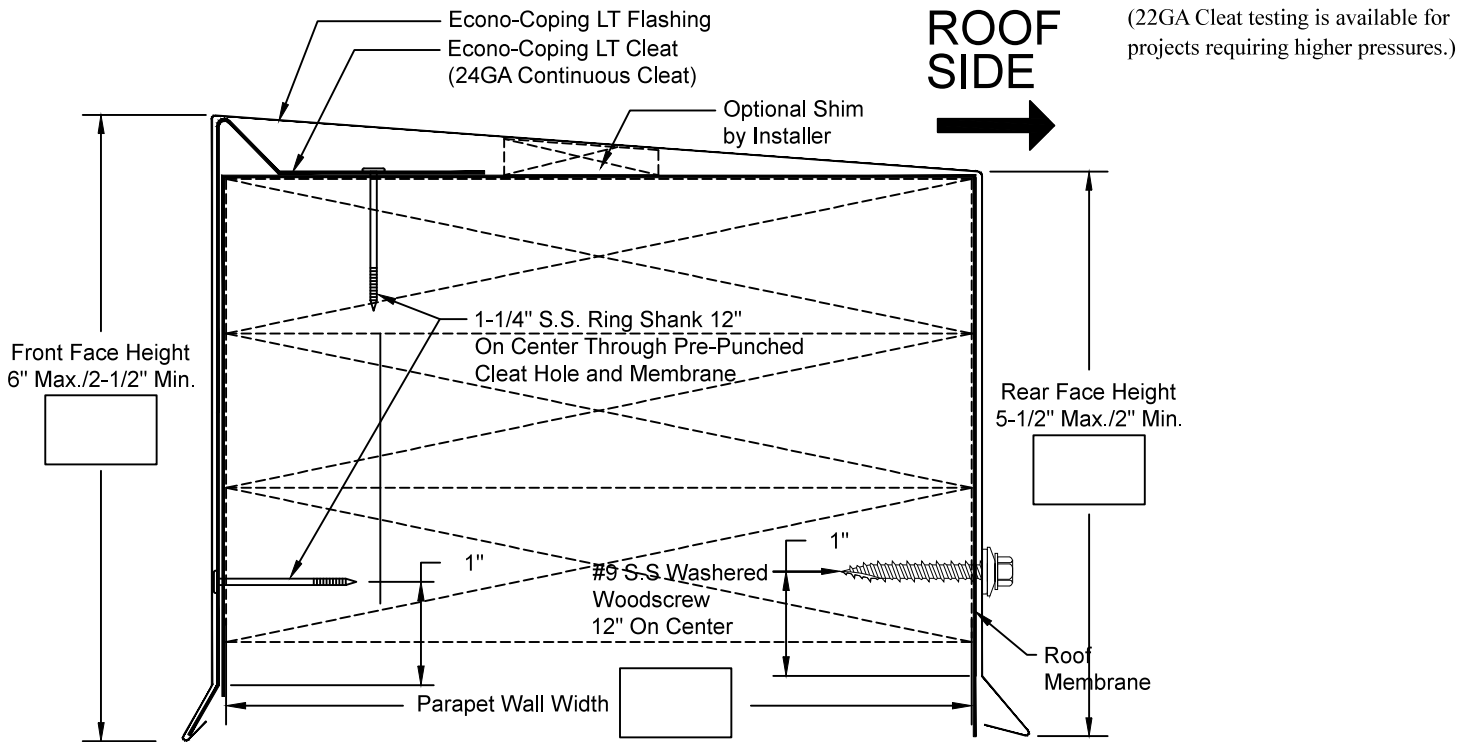 Econo-Coping LT Flashing
Econo-Coping LT Cleat
(24GA Continuous Cleat)
ROOF
SIDE
(22GA Cleat testing is available for
projects requiring higher pressures.)
Optional Shim
by Installer
1-1/4" S.S. Ring Shank 12"
On Center Through Pre-Punched
Cleat Hole and Membrane
Front Face Height
6" Max./2-1/2" Min.
Rear Face Height
5-1/2" Max./2" Min.
1"
1"
#9 S.S Washered
Woodscrew
12" On Center
Roof
Membrane
Parapet Wall Width